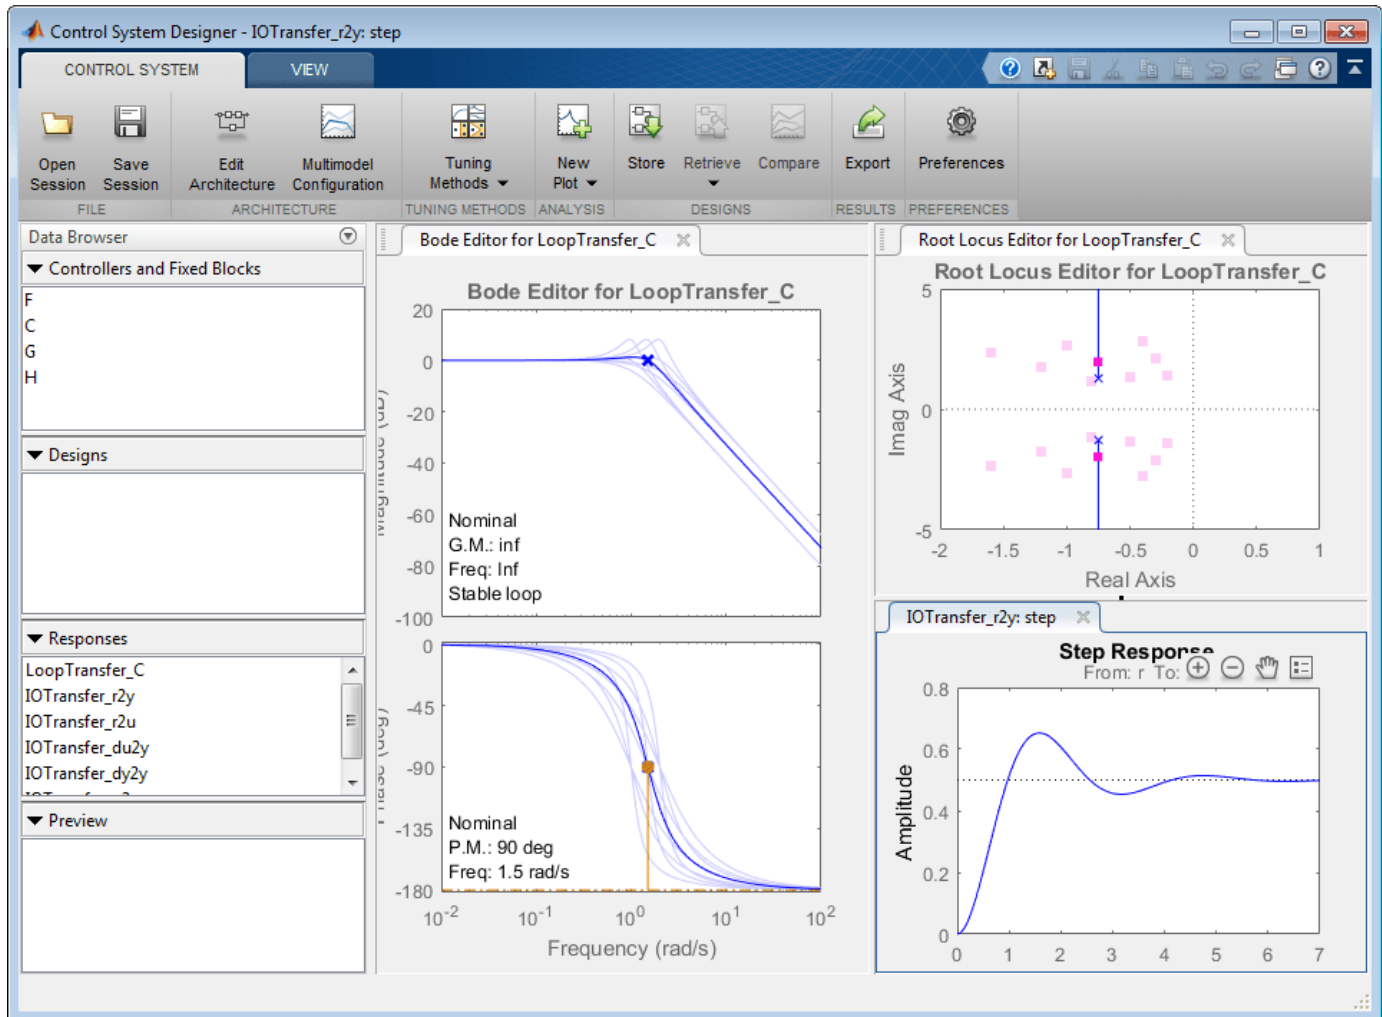 Control System Designer - IOTransfer_r2y: step
CONTROL SYSTEM
VIEW
Open Session
Save Session
Edit Architecture
Multimodel Configuration
Tuning Methods
New Plot
Store
Retrieve
Compare
Export
Preferences
FILE
ARCHITECTURE
TUNING METHODS
ANALYSIS
DESIGNS
RESULTS
PREFERENCES
Data Browser
Controllers and Fixed Blocks
F
C
G
H
Designs
Responses
LoopTransfer_C
IOTransfer_r2y
IOTransfer_r2u
IOTransfer_du2y
IOTransfer_dy2y
Preview
Bode Editor for LoopTransfer_C
Bode Editor for LoopTransfer_C
20
0
-20
-40
-60
-80
-100
Magnitude (dB)
Nominal
G.M.: inf
Freq: Inf
Stable loop
0
-45
-90
-135
-180
Phase (deg)
Nominal
P.M.: 90 deg
Freq: 1.5 rad/s
10-2 10-1 100 101 102
Frequency (rad/s)
Root Locus Editor for LoopTransfer_C
Root Locus Editor for LoopTransfer_C
5
0
-5
Imag Axis
-2 -1.5 -1 -0.5 0 0.5 1
Real Axis
IOTransfer_r2y: step
Step Response
From: r To:
0.8
0.6
0.4
0.2
0
Amplitude
0 1 2 3 4 5 6 7